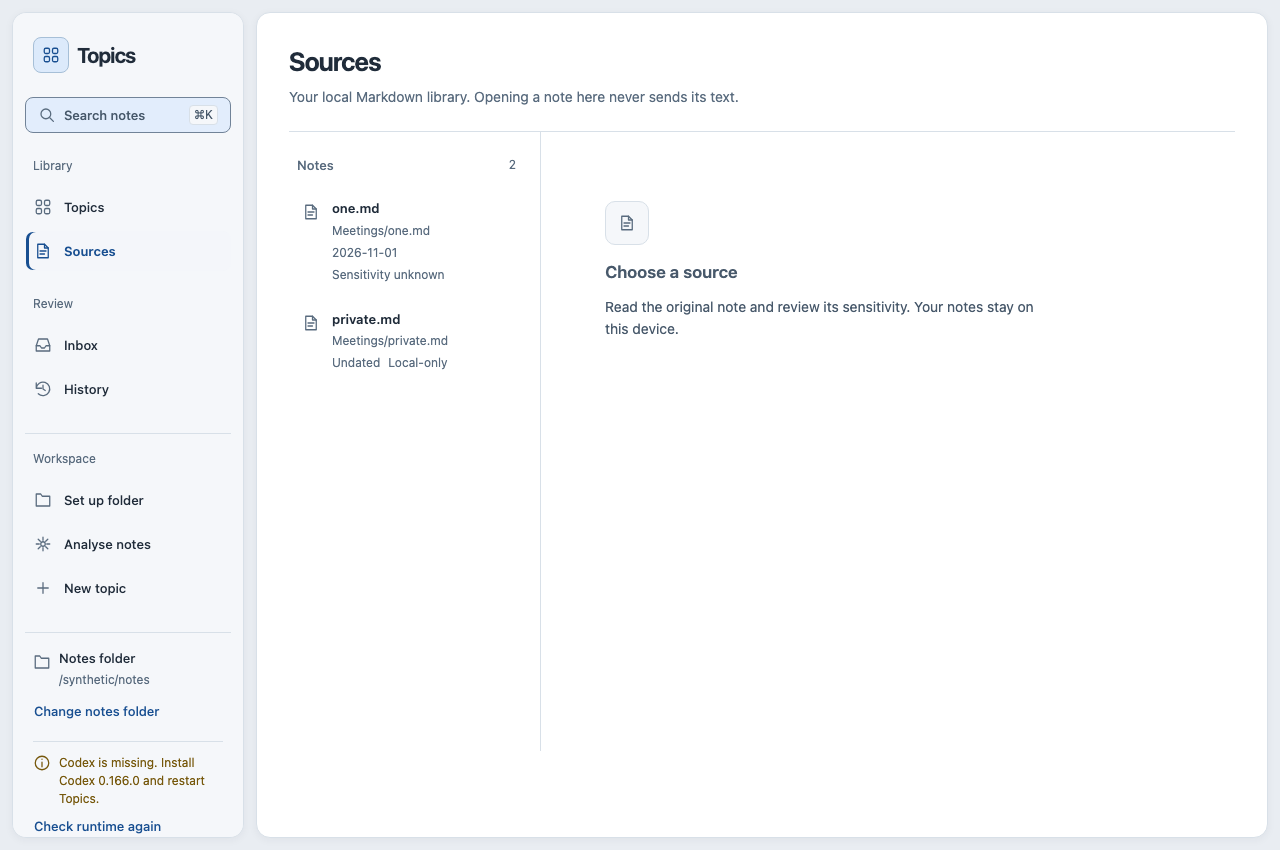 Topics
Search notes ⌘K
Library
Topics
Sources
Review
Inbox
History
Workspace
Set up folder
Analyse notes
New topic
Notes folder
/synthetic/notes
Change notes folder
Codex is missing. Install
Codex 0.166.0 and restart
Topics.
Check runtime again
Sources
Your local Markdown library. Opening a note here never sends its text.
Notes 2
one.md
Meetings/one.md
2026-11-01
Sensitivity unknown
private.md
Meetings/private.md
Undated Local-only
Choose a source
Read the original note and review its sensitivity. Your notes stay on
this device.